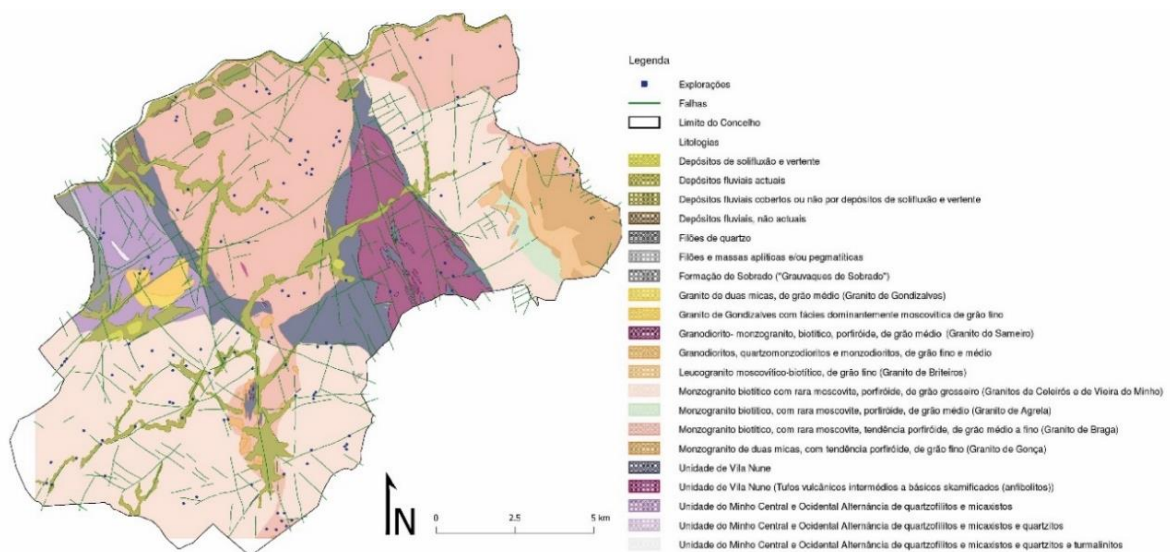 Legenda
Explorações
Falhas
Limite do Concelho
Litologias
Depósitos de solifluxão e vertente
Depósitos fluviais actuais
Depósitos fluviais cobertos ou não por depósitos de solifluxão e vertente
Depósitos fluviais, não actuais
Filões de quartzo
Filões e massas aplíticas e/ou pegmatíticas
Formação de Sobrado ("Grauvaques de Sobrado")
Granito de duas micas, de grão médio (Granito de Gondizalves)
Granito de Gondizalves com fácies dominantemente moscovítica de grão fino
Granodiorito- monzogranito, biotítico, porfiróide, de grão médio (Granito do Sameiro)
Granodioritos, quartzomonzodioritos e monzodioritos, de grão fino e médio
Leucogranito moscovítico-biotítico, de grão fino (Granito de Briteiros)
Monzogranito biotítico com rara moscovite, porfiróide, de grão grosseiro (Granitos de Celeirós e de Vieira do Minho)
Monzogranito biotítico, com rara moscovite, porfiróide, de grão médio (Granito de Agrela)
Monzogranito biotítico, com rara moscovite, tendência porfiróide, de grão médio a fino (Granito de Braga)
Monzogranito de duas micas, com tendência porfiróide, de grão fino (Granito de Gonça)
Unidade de Vila Nune
Unidade de Vila Nune (Tufos vulcânicos intermédios a básicos skarnificados (anfibolitos))
Unidade do Minho Central e Ocidental Alternância de quartzofilitos e micaxistos
Unidade do Minho Central e Ocidental Alternância de quartzofilitos e micaxistos e quartzitos
Unidade do Minho Central e Ocidental Alternância de quartzofilitos e micaxistos e quartzitos e turmalinitos
N
0 2.5 5 km